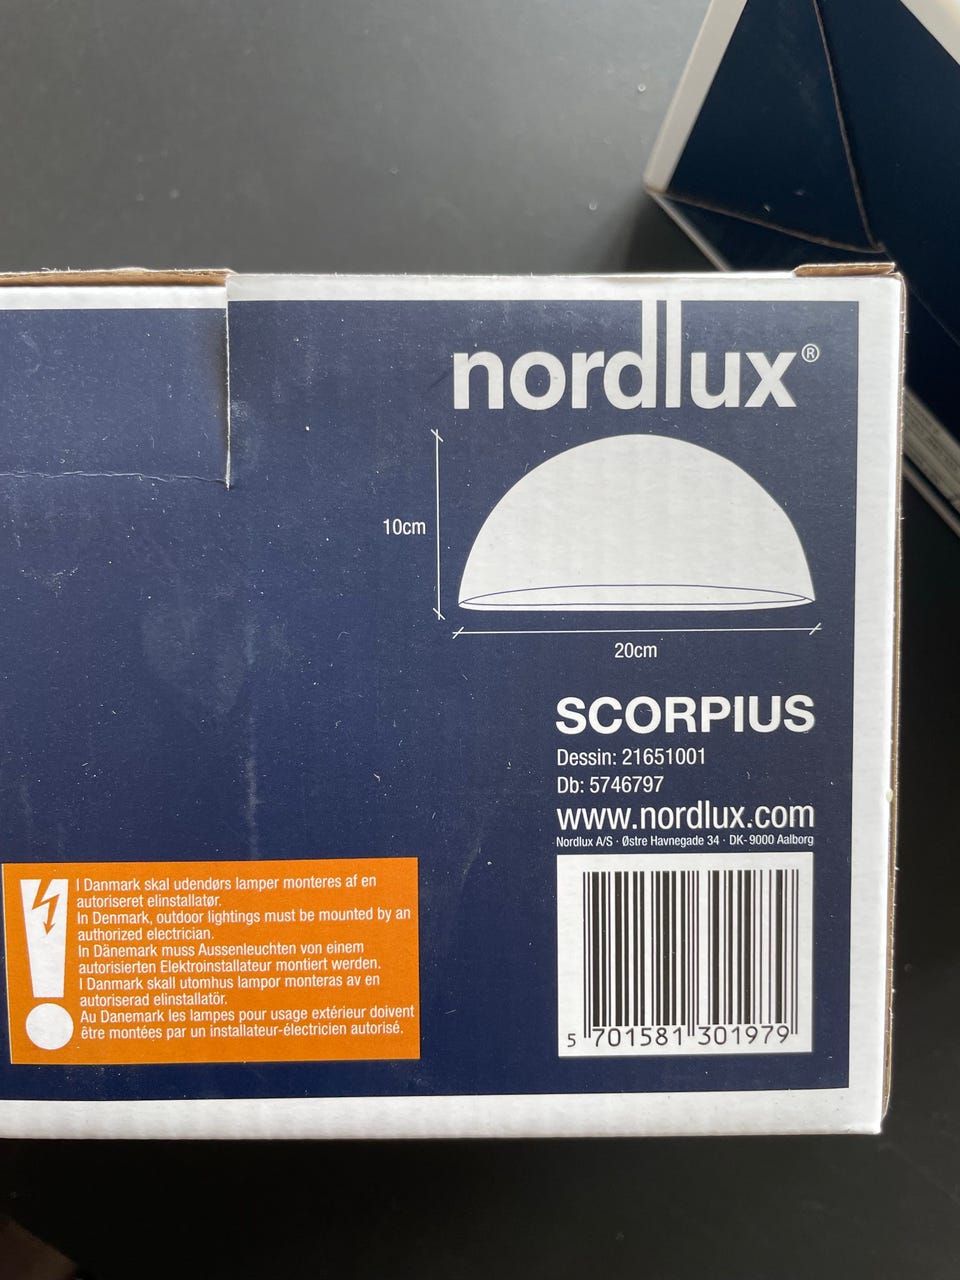 nordlux®
10cm
20cm
SCORPIUS
Dessin: 21651001
Db: 5746797
www.nordlux.com
Nordlux A/S · Østre Havnegade 34 · DK-9000 Aalborg
I Danmark skal udendørs lamper monteres af en
autoriseret elinstallatør.
In Denmark, outdoor lightings must be mounted by an
authorized electrician.
In Dänemark muss Aussenleuchten von einem
autorisierten Elektroinstallateur montiert werden.
I Danmark skall utomhus lampor monteras av en
autoriserad elinstallatör.
Au Danemark les lampes pour usage extérieur doivent
être montées par un installateur-électricien autorisé.
5 701581 301979